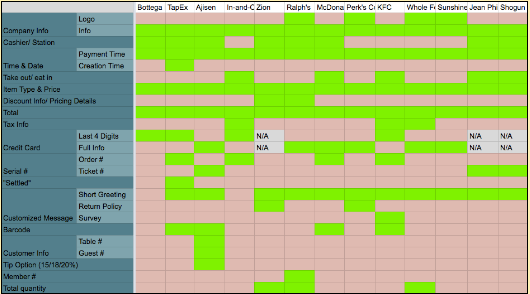 Bottega TapEx Ajisen In-and-C Zion Ralph's McDona Perk's Co KFC Whole Fo Sunshine Jean Phi Shogun
Logo
Company Info Info
Cashier/ Station
Payment Time
Time & Date Creation Time
Take out/ eat in
Item Type & Price
Discount Info/ Pricing Details
Total
Tax Info
Last 4 Digits N/A N/A N/A
Credit Card Full Info N/A N/A N/A
Order #
Serial # Ticket #
"Settled"
Short Greeting
Return Policy
Customized Message Survey
Barcode
Table #
Customer Info Guest #
Tip Option (15/18/20%)
Member #
Total quantity